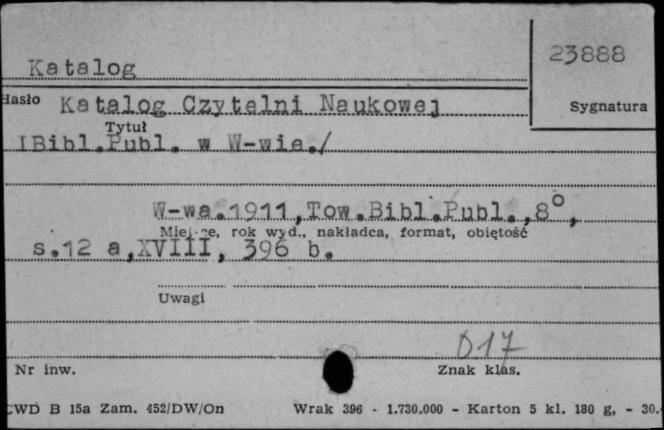 23888
Katalog
Hasło Katalog Czytelni Naukowej
Sygnatura
Tytuł
IBibl.Publ. w W-wie./
W-wa.1911,Tow.Bibl.Publ.,8º,
Miejsce, rok wyd., nakładca, format, objętość
s.12 a,XVIII, 396 b.
Uwagi
017
Nr inw.
Znak klas.
CWD B 15a Zam. 452/DW/On Wrak 396 - 1.730.000 - Karton 5 kl. 180 g, - 30.